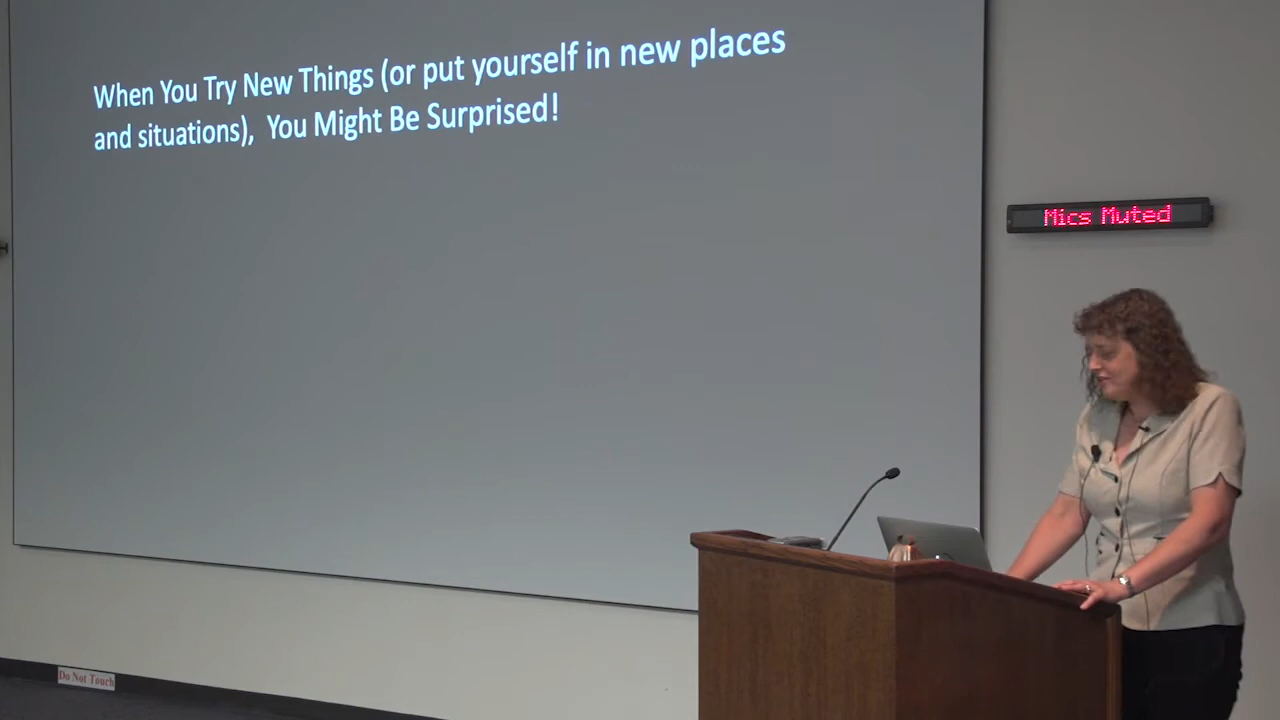 When You Try New Things (or put yourself in new places
and situations), You Might Be Surprised!
Mics Muted
Do Not Touch